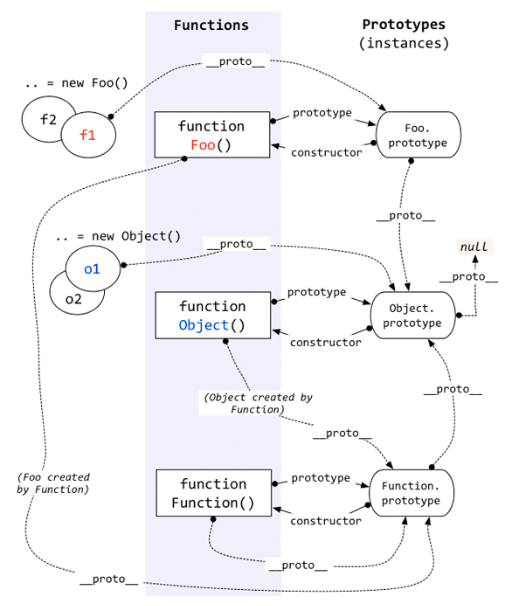 Functions
Prototypes
(instances)
__proto__
.. = new Foo()
f2
f1
function
Foo()
prototype
constructor
Foo.
prototype
__proto__
.. = new Object()
__proto__
null
__proto__
o1
o2
function
Object()
prototype
constructor
Object.
prototype
__proto__
(Object created by
Function)
__proto__
(Foo created
by Function)
function
Function()
prototype
constructor
Function.
prototype
__proto__
__proto__